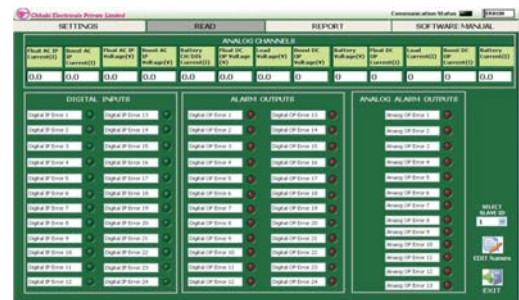 Chhabi Electricals Private Limited
Communication Status ERROR
SETTINGS READ REPORT SOFTWARE MANUAL
ANALOG CHANNELS
Float AC IP Current(I)
Boost AC IP Current(I)
Float AC IP Voltage(V)
Boost AC IP Voltage(V)
Battery CH/DIS Current(I)
Float DC OP Voltage(V)
Load Voltage(V)
Boost DC OP Voltage(V)
Battery Voltage(V)
Float DC OP Current(I)
Load Current(I)
Boost DC OP Current(I)
Battery Current(I)
0.0 0.0 0.0 0.0 0.0 0.0 0 0 0 0 0 0 0.0
DIGITAL INPUTS
Digital IP Error 1 Digital IP Error 13
Digital IP Error 2 Digital IP Error 14
Digital IP Error 3 Digital IP Error 15
Digital IP Error 4 Digital IP Error 16
Digital IP Error 5 Digital IP Error 17
Digital IP Error 6 Digital IP Error 18
Digital IP Error 7 Digital IP Error 19
Digital IP Error 8 Digital IP Error 20
Digital IP Error 9 Digital IP Error 21
Digital IP Error 10 Digital IP Error 22
Digital IP Error 11 Digital IP Error 23
Digital IP Error 12 Digital IP Error 24
ALARM OUTPUTS
Digital OP Error 1 Digital OP Error 13
Digital OP Error 2 Digital OP Error 14
Digital OP Error 3 Digital OP Error 15
Digital OP Error 4 Digital OP Error 16
Digital OP Error 5 Digital OP Error 17
Digital OP Error 6 Digital OP Error 18
Digital OP Error 7 Digital OP Error 19
Digital OP Error 8 Digital OP Error 20
Digital OP Error 9 Digital OP Error 21
Digital OP Error 10 Digital OP Error 22
Digital OP Error 11 Digital OP Error 23
Digital OP Error 12 Digital OP Error 24
ANALOG ALARM OUTPUTS
Analog OP Error 1
Analog OP Error 2
Analog OP Error 3
Analog OP Error 4
Analog OP Error 5
Analog OP Error 6
Analog OP Error 7
Analog OP Error 8
Analog OP Error 9
Analog OP Error 10
Analog OP Error 11
Analog OP Error 12
Analog OP Error 13
SELECT
SLAVE ID
1
EDIT Names
EXIT